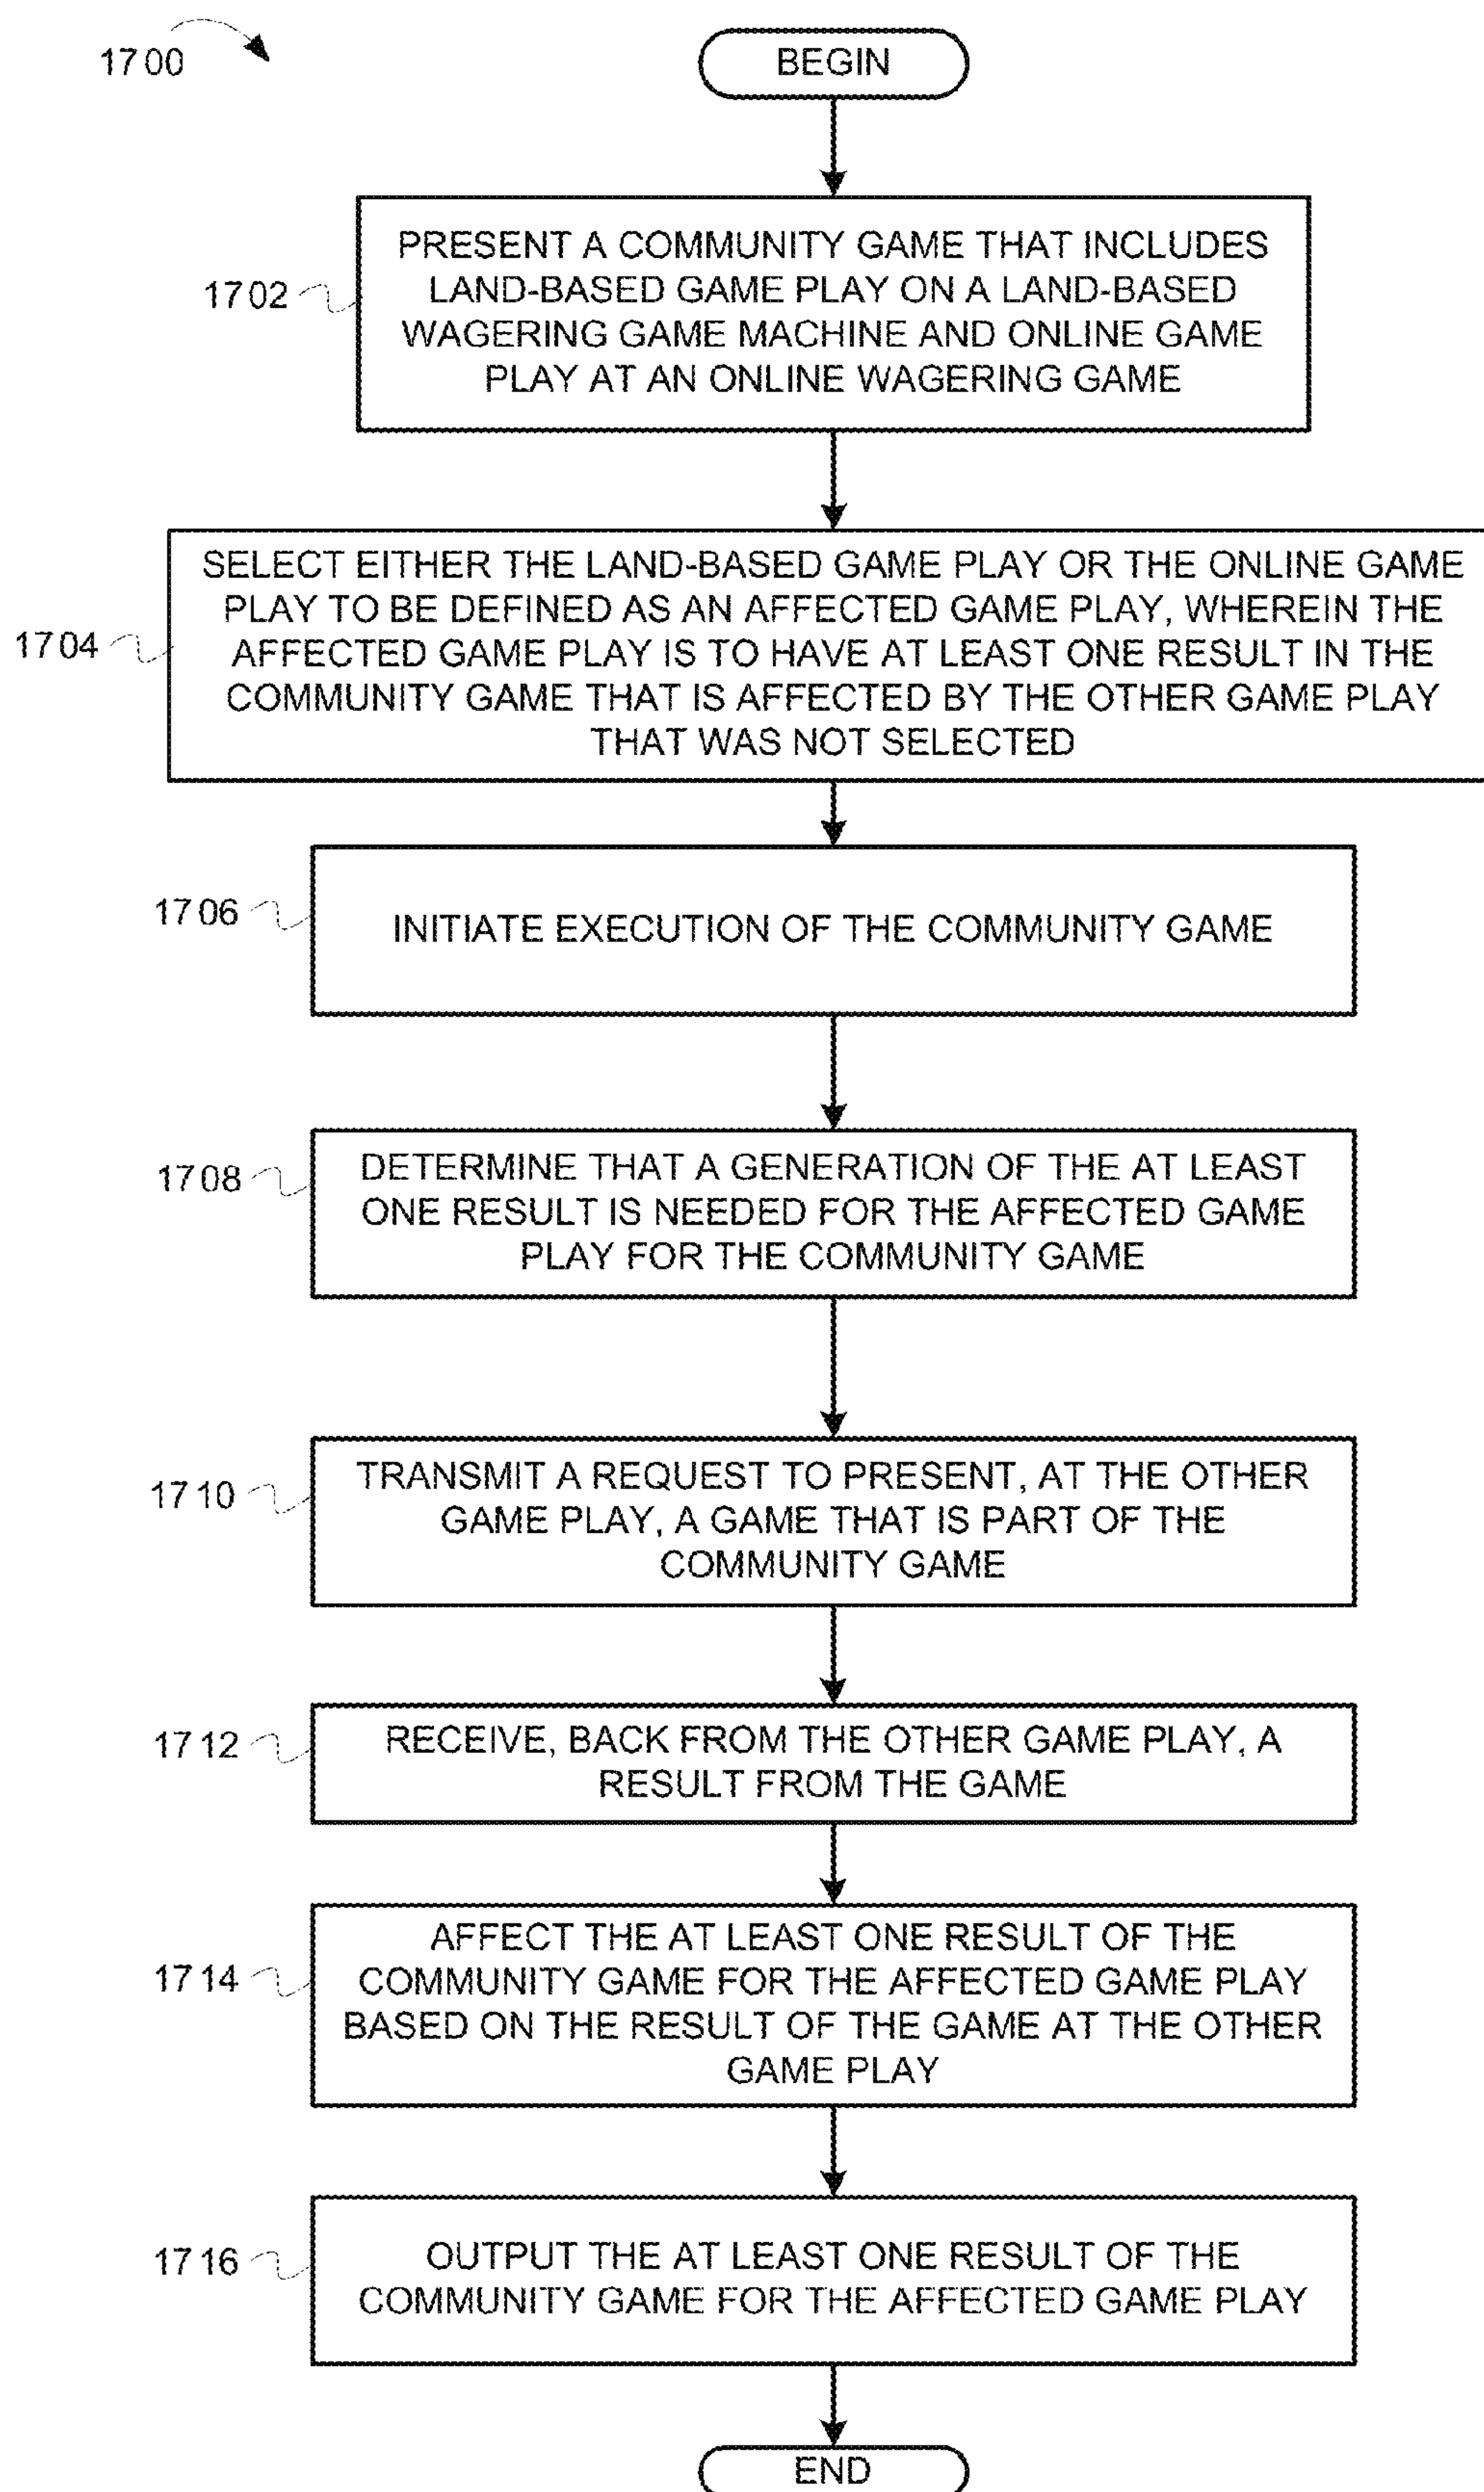 1700
BEGIN
1702
PRESENT A COMMUNITY GAME THAT INCLUDES
LAND-BASED GAME PLAY ON A LAND-BASED
WAGERING GAME MACHINE AND ONLINE GAME
PLAY AT AN ONLINE WAGERING GAME
1704
SELECT EITHER THE LAND-BASED GAME PLAY OR THE ONLINE GAME
PLAY TO BE DEFINED AS AN AFFECTED GAME PLAY, WHEREIN THE
AFFECTED GAME PLAY IS TO HAVE AT LEAST ONE RESULT IN THE
COMMUNITY GAME THAT IS AFFECTED BY THE OTHER GAME PLAY
THAT WAS NOT SELECTED
1706
INITIATE EXECUTION OF THE COMMUNITY GAME
1708
DETERMINE THAT A GENERATION OF THE AT LEAST
ONE RESULT IS NEEDED FOR THE AFFECTED GAME
PLAY FOR THE COMMUNITY GAME
1710
TRANSMIT A REQUEST TO PRESENT, AT THE OTHER
GAME PLAY, A GAME THAT IS PART OF THE
COMMUNITY GAME
1712
RECEIVE, BACK FROM THE OTHER GAME PLAY, A
RESULT FROM THE GAME
1714
AFFECT THE AT LEAST ONE RESULT OF THE
COMMUNITY GAME FOR THE AFFECTED GAME PLAY
BASED ON THE RESULT OF THE GAME AT THE OTHER
GAME PLAY
1716
OUTPUT THE AT LEAST ONE RESULT OF THE
COMMUNITY GAME FOR THE AFFECTED GAME PLAY
END